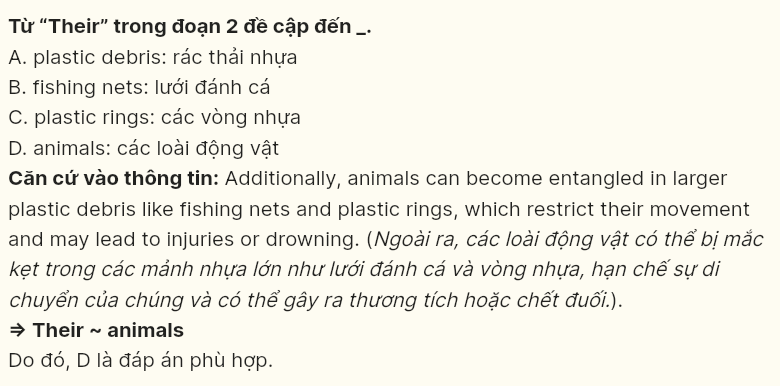 Từ “Their” trong đoạn 2 đề cập đến _.
A. plastic debris: rác thải nhựa
B. fishing nets: lưới đánh cá
C. plastic rings: các vòng nhựa
D. animals: các loài động vật
Căn cứ vào thông tin: Additionally, animals can become entangled in larger
plastic debris like fishing nets and plastic rings, which restrict their movement
and may lead to injuries or drowning. (Ngoài ra, các loài động vật có thể bị mắc
kẹt trong các mảnh nhựa lớn như lưới đánh cá và vòng nhựa, hạn chế sự di
chuyển của chúng và có thể gây ra thương tích hoặc chết đuối.).
⇒ Their ~ animals
Do đó, D là đáp án phù hợp.